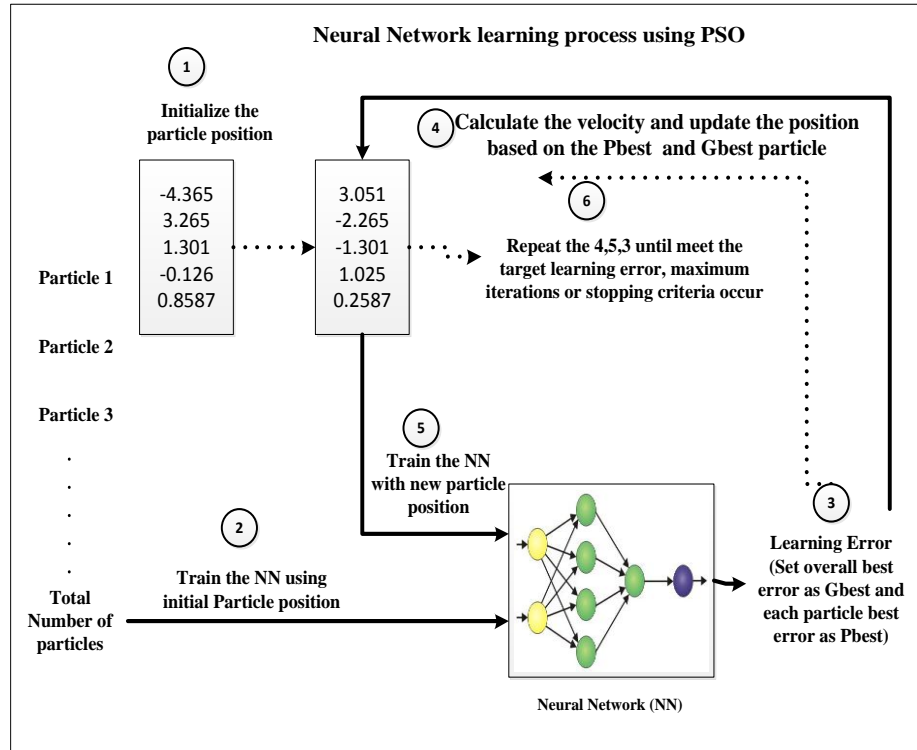 Neural Network learning process using PSO
1
Initialize the
particle position
4
Calculate the velocity and update the position
based on the Pbest and Gbest particle
-4.365
3.265
1.301
-0.126
0.8587
3.051
-2.265
-1.301
1.025
0.2587
6
Repeat the 4,5,3 until meet the
target learning error, maximum
iterations or stopping criteria occur
Particle 1
Particle 2
Particle 3
.
.
.
.
.
.
Total
Number of
particles
5
Train the NN
with new particle
position
2
Train the NN using
initial Particle position
3
Learning Error
(Set overall best
error as Gbest and
each particle best
error as Pbest)
Neural Network (NN)